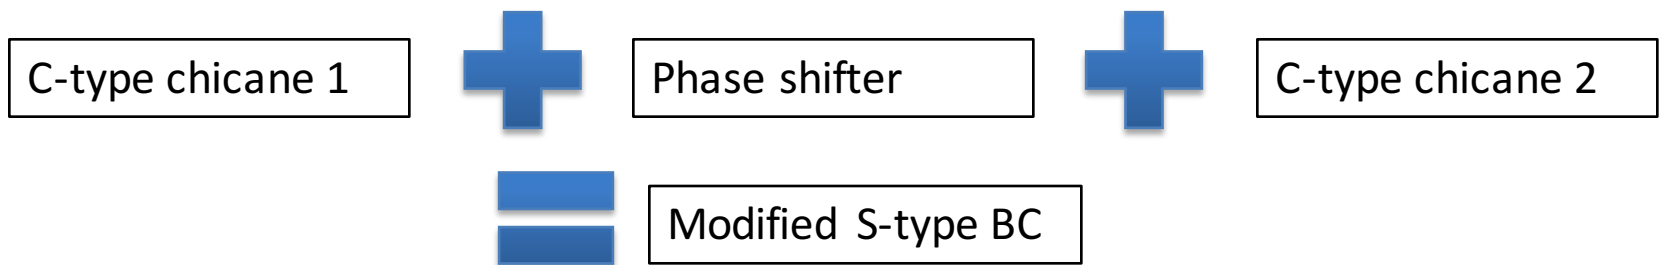 C-type chicane 1
Phase shifter
C-type chicane 2
Modified S-type BC